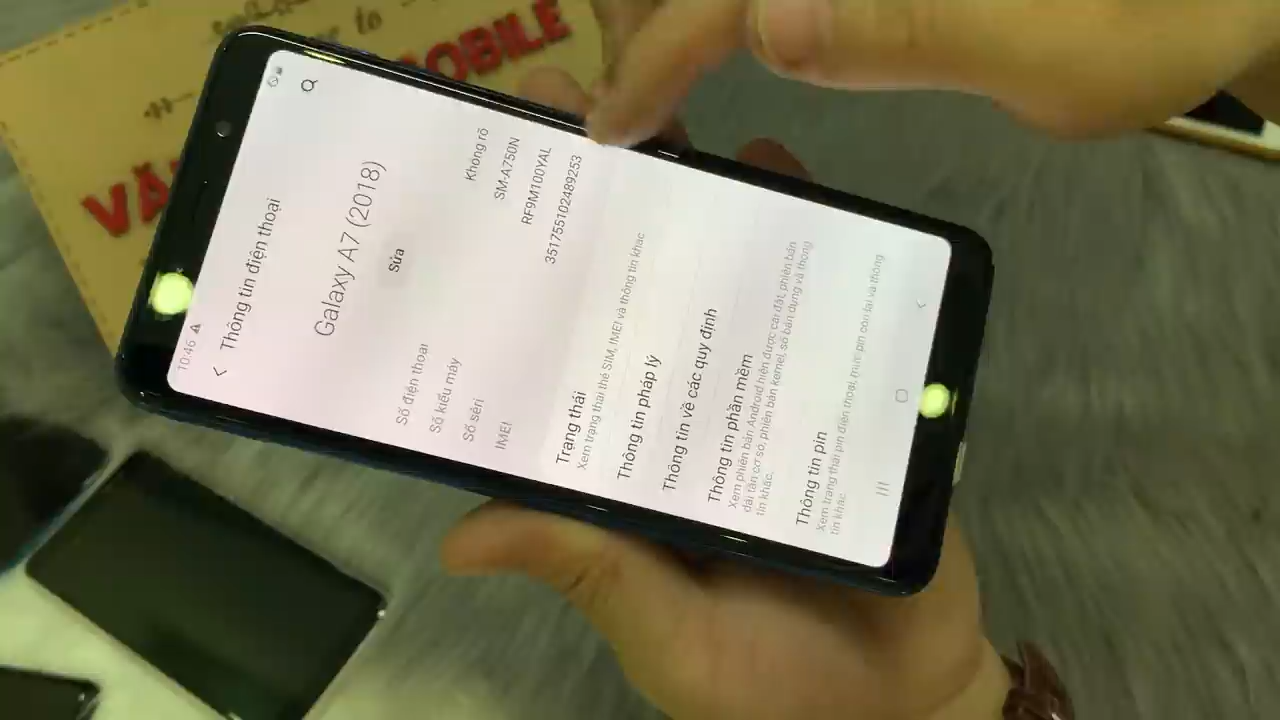 10:46
Thông tin điện thoại
Galaxy A7 (2018)
Sửa
Số điện thoại Không rõ
Số kiểu máy SM-A750N
Số sêri RF9M100YAL
IMEI 351755102489253
Trạng thái
Xem trạng thái thẻ SIM, IMEI và thông tin khác
Thông tin pháp lý
Thông tin về các quy định
Thông tin phần mềm
Xem phiên bản Android hiện được cài đặt, phiên bản
dải tần cơ sở, phiên bản kernel, số bản dựng và thông
tin khác.
Thông tin pin
Xem trạng thái pin điện thoại, mức pin còn lại và thông
tin khác.
to
MOBILE